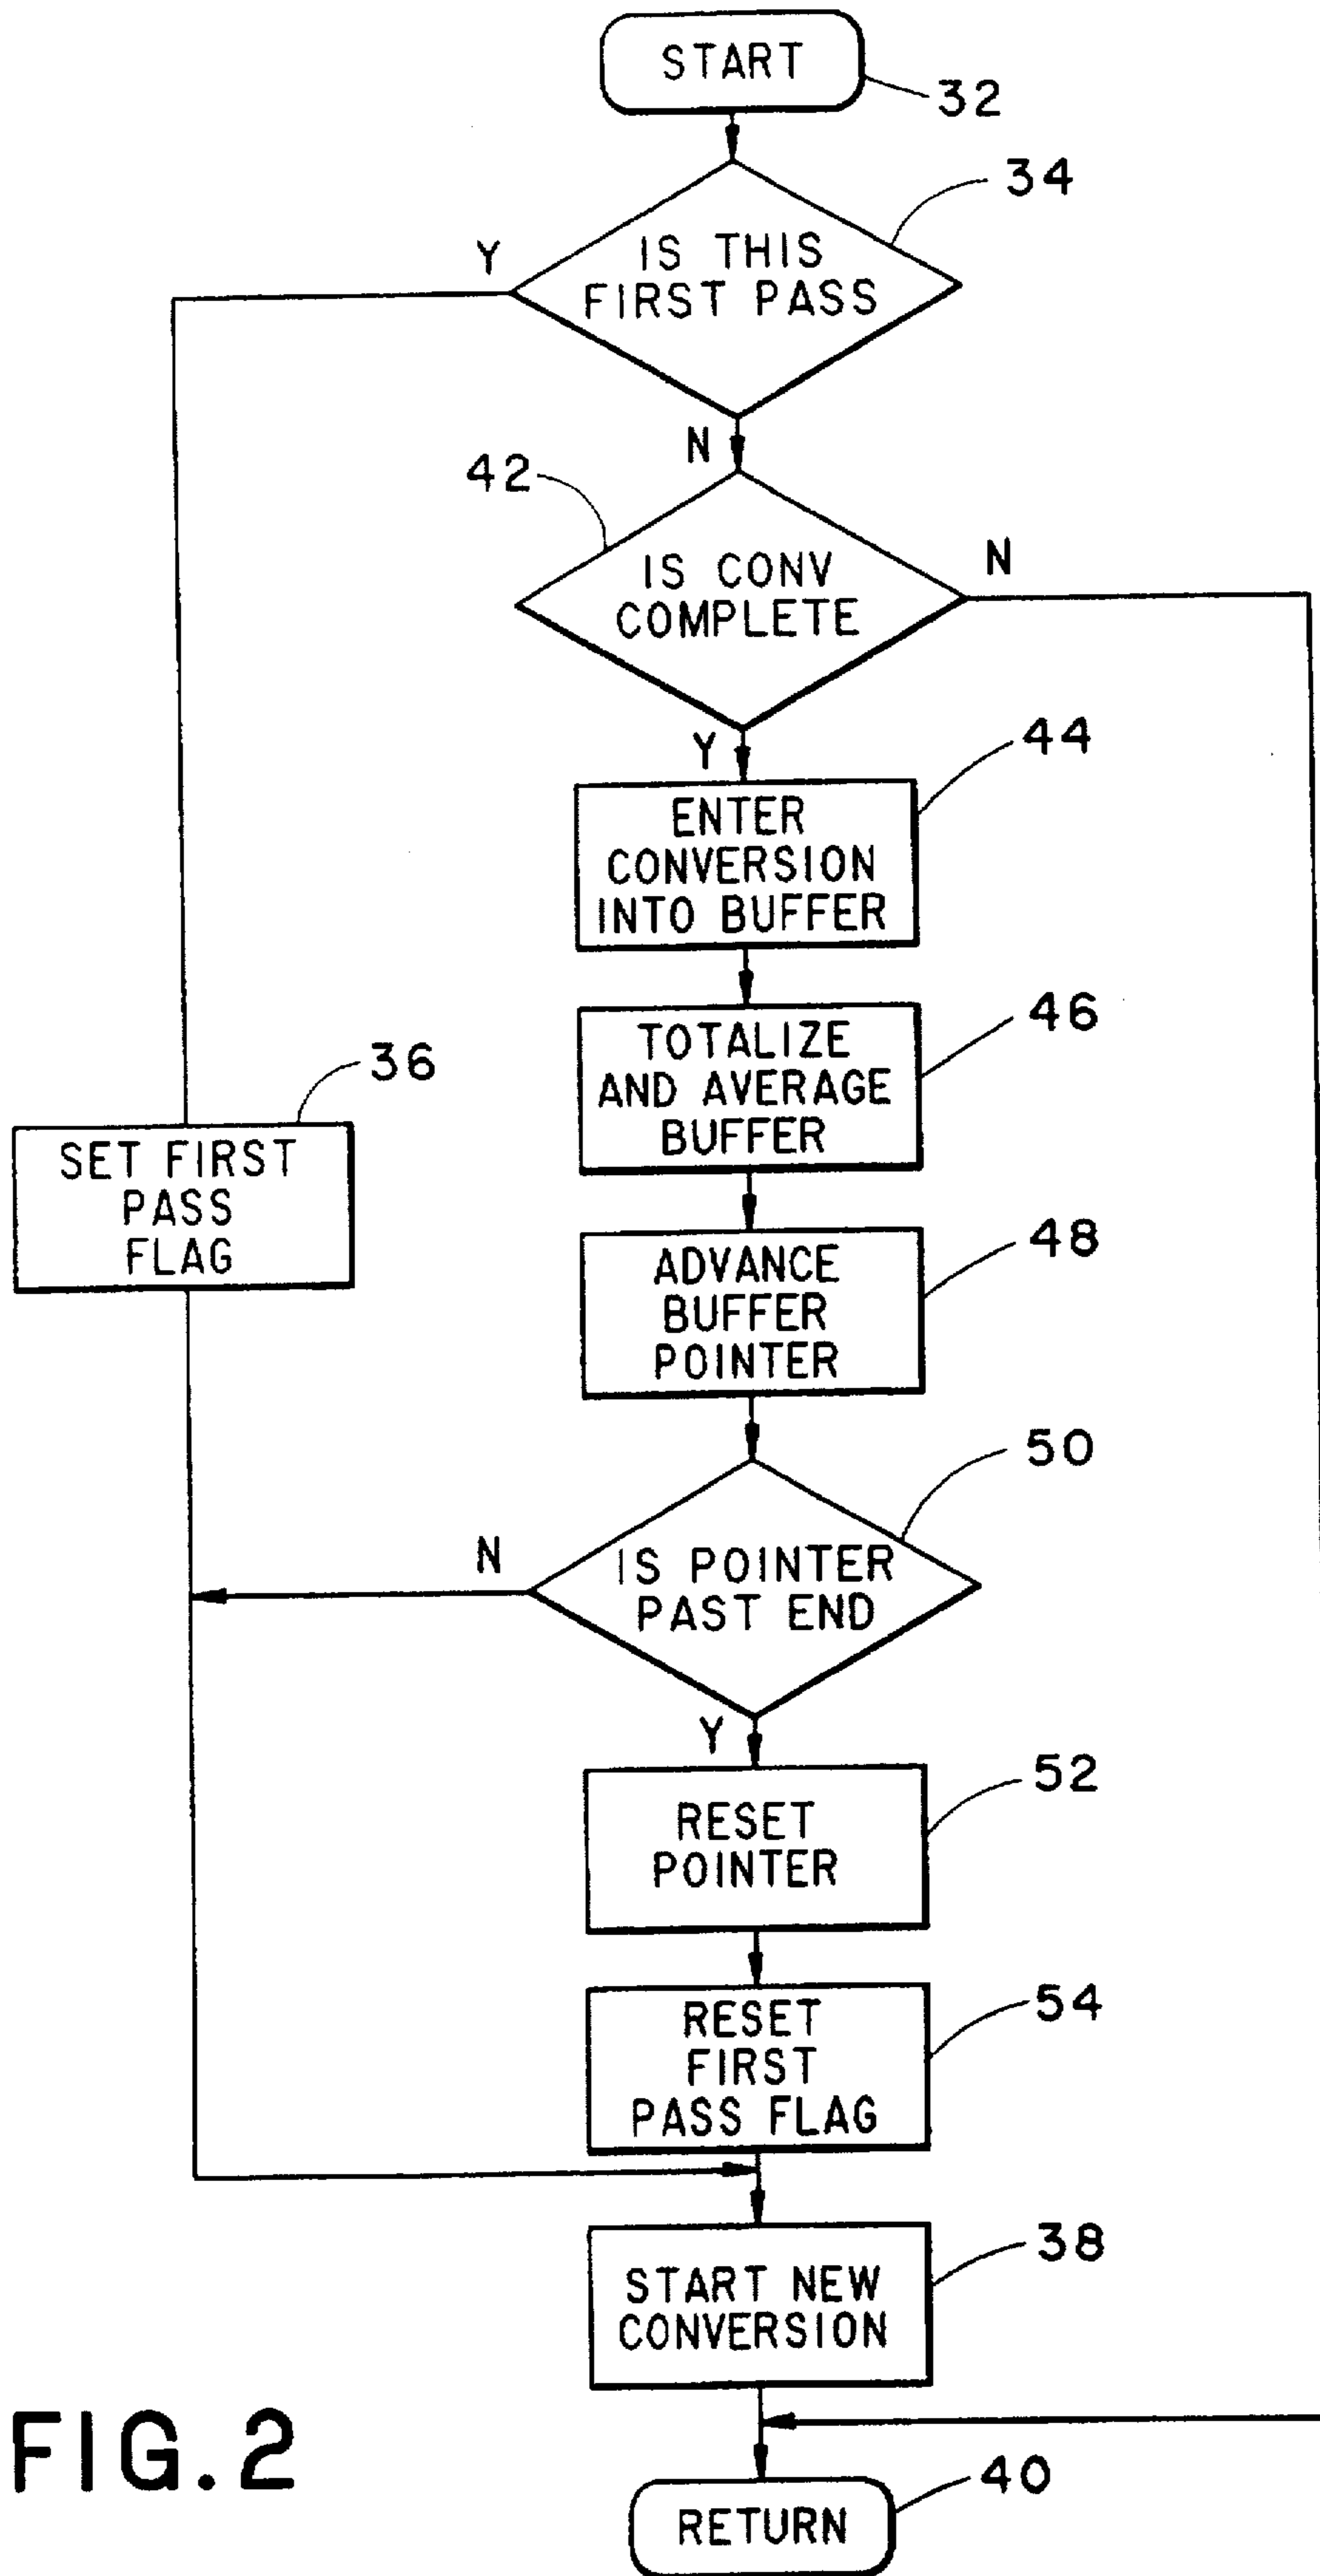 START
32
34
IS THIS
FIRST PASS
Y
N
42
IS CONV
COMPLETE
N
Y
44
ENTER
CONVERSION
INTO BUFFER
46
TOTALIZE
AND AVERAGE
BUFFER
36
SET FIRST
PASS
FLAG
48
ADVANCE
BUFFER
POINTER
50
N
IS POINTER
PAST END
Y
52
RESET
POINTER
54
RESET
FIRST
PASS FLAG
38
START NEW
CONVERSION
40
RETURN
FIG.2